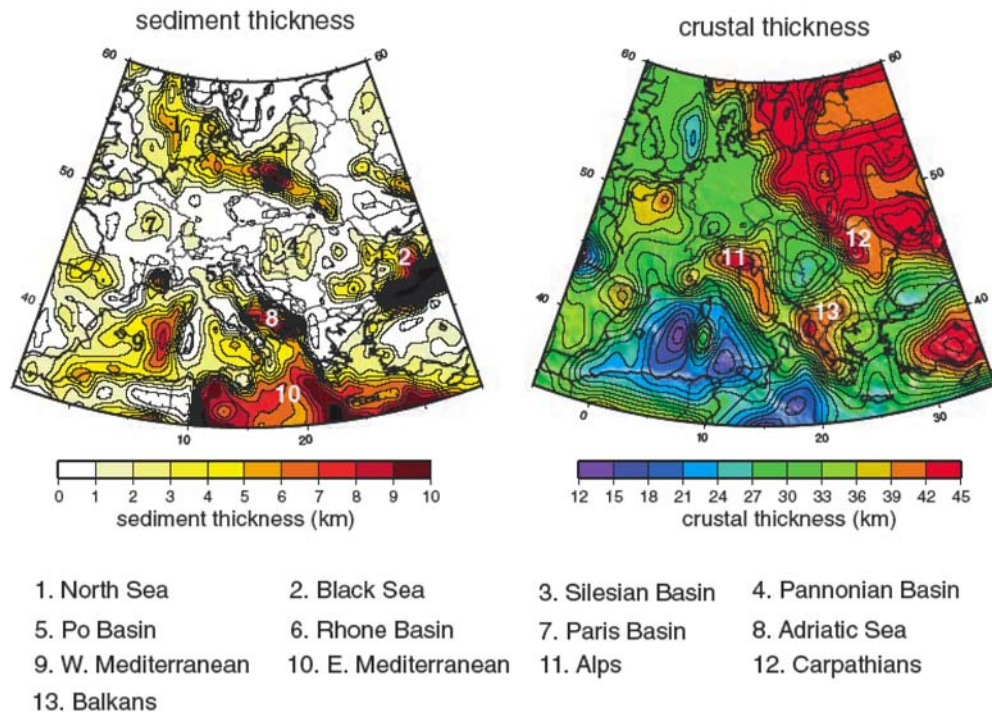 sediment thickness
crustal thickness
60
60
60
60
50
50
50
50
40
40
40
40
10
20
0
10
20
30
1
7
4
2
5
8
9
10
11
12
13
0 1 2 3 4 5 6 7 8 9 10
sediment thickness (km)
12 15 18 21 24 27 30 33 36 39 42 45
crustal thickness (km)
1. North Sea
2. Black Sea
3. Silesian Basin
4. Pannonian Basin
5. Po Basin
6. Rhone Basin
7. Paris Basin
8. Adriatic Sea
9. W. Mediterranean
10. E. Mediterranean
11. Alps
12. Carpathians
13. Balkans